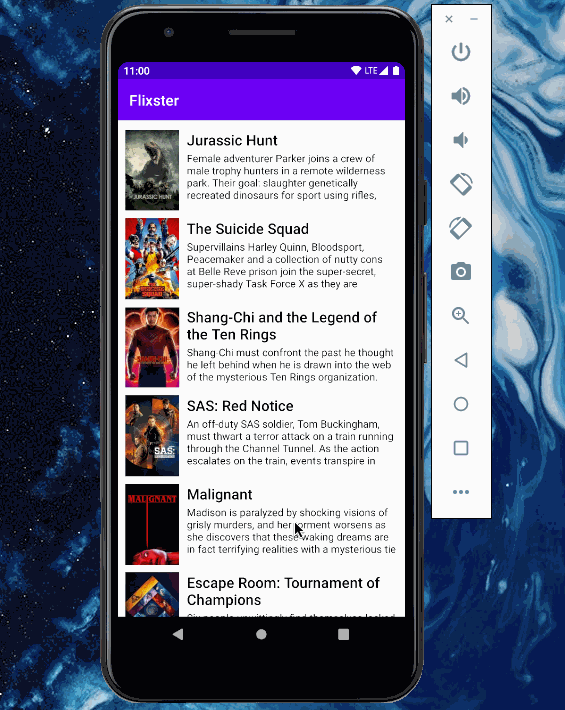 11:00
LTE
Flixster
Jurassic Hunt
Female adventurer Parker joins a crew of
male trophy hunters in a remote wilderness
park. Their goal: slaughter genetically
recreated dinosaurs for sport using rifles,
JURASSIC HUNT
The Suicide Squad
Supervillains Harley Quinn, Bloodsport,
Peacemaker and a collection of nutty cons
at Belle Reve prison join the super-secret,
super-shady Task Force X as they are
Shang-Chi and the Legend of
the Ten Rings
Shang-Chi must confront the past he thought
he left behind when he is drawn into the web
of the mysterious Ten Rings organization.
SAS: Red Notice
An off-duty SAS soldier, Tom Buckingham,
must thwart a terror attack on a train running
through the Channel Tunnel. As the action
escalates on the train, events transpire in
SAS:
Malignant
MALIGNANT
Madison is paralyzed by shocking visions of
grisly murders, and her torment worsens as
she discovers that these waking dreams are
in fact terrifying realities with a mysterious tie
Escape Room: Tournament of
Champions